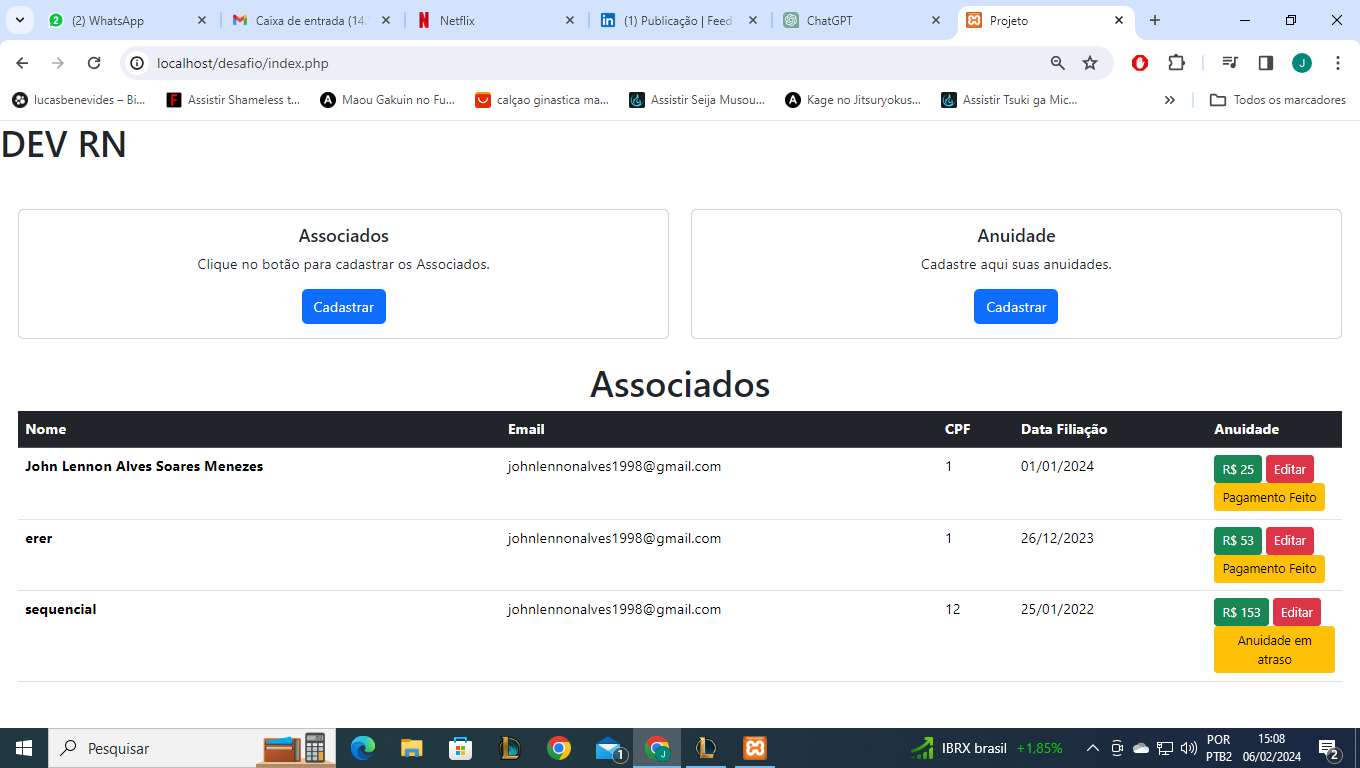 (2) WhatsApp
Caixa de entrada (14.
Netflix
(1) Publicação | Feed
ChatGPT
Projeto
localhost/desafio/index.php
J
lucasbenevides – Bi...
Assistir Shameless t...
Maou Gakuin no Fu...
calçao ginastica ma...
Assistir Seija Musou...
Kage no Jitsuryokus...
Assistir Tsuki ga Mic...
Todos os marcadores
DEV RN
Associados
Clique no botão para cadastrar os Associados.
Cadastrar
Anuidade
Cadastre aqui suas anuidades.
Cadastrar
Associados
Nome Email CPF Data Filiação Anuidade
John Lennon Alves Soares Menezes johnlennonalves1998@gmail.com 1 01/01/2024 R$ 25 Editar
Pagamento Feito
erer johnlennonalves1998@gmail.com 1 26/12/2023 R$ 53 Editar
Pagamento Feito
sequencial johnlennonalves1998@gmail.com 12 25/01/2022 R$ 153 Editar
Anuidade em
atraso
Pesquisar
1
IBRX brasil +1,85%
POR
PTB2
15:08
06/02/2024
2